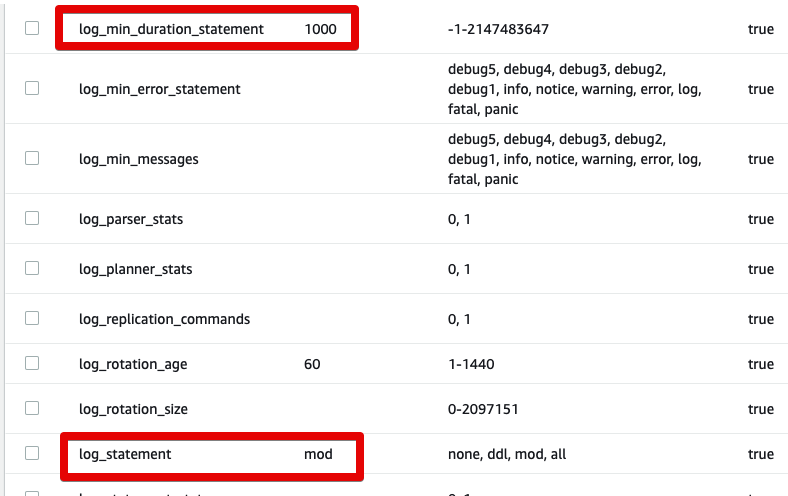 log_min_duration_statement 1000 -1-2147483647 true
debug5, debug4, debug3, debug2,
log_min_error_statement debug1, info, notice, warning, error, log, true
fatal, panic
debug5, debug4, debug3, debug2,
log_min_messages debug1, info, notice, warning, error, log, true
fatal, panic
log_parser_stats 0, 1 true
log_planner_stats 0, 1 true
log_replication_commands 0, 1 true
log_rotation_age 60 1-1440 true
log_rotation_size 0-2097151 true
log_statement mod none, ddl, mod, all true